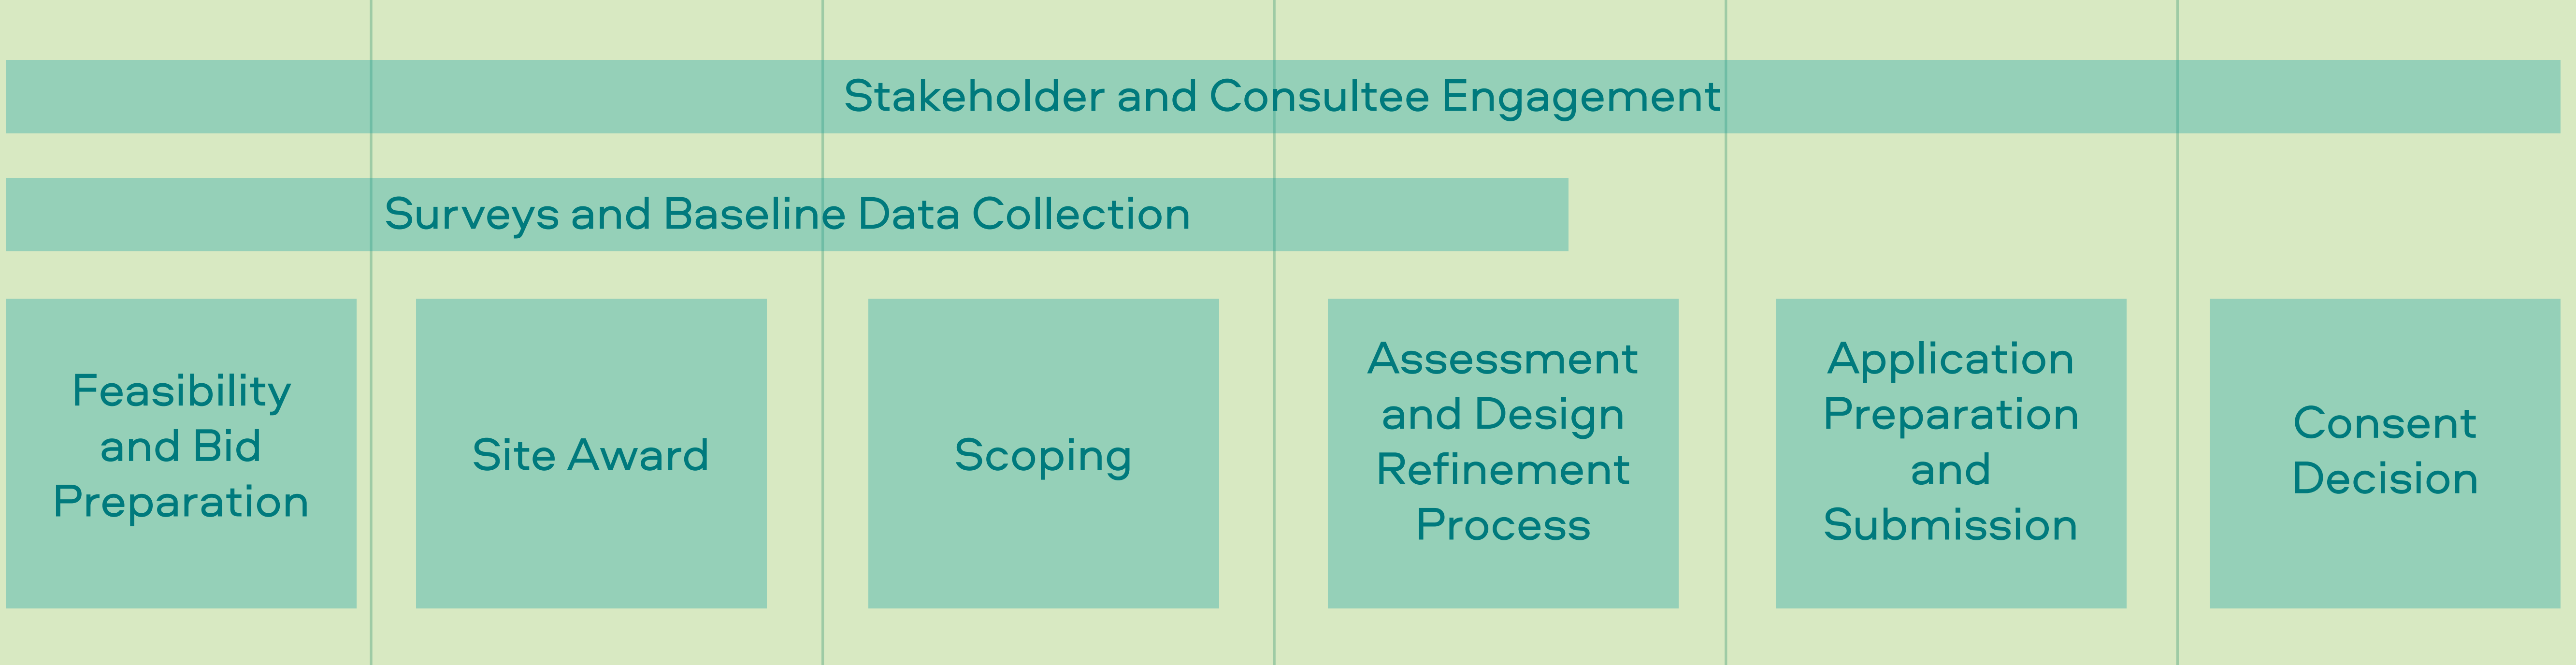 Stakeholder and Consultee Engagement
Surveys and Baseline Data Collection
Feasibility
and Bid
Preparation
Site Award
Scoping
Assessment
and Design
Refinement
Process
Application
Preparation
and
Submission
Consent
Decision